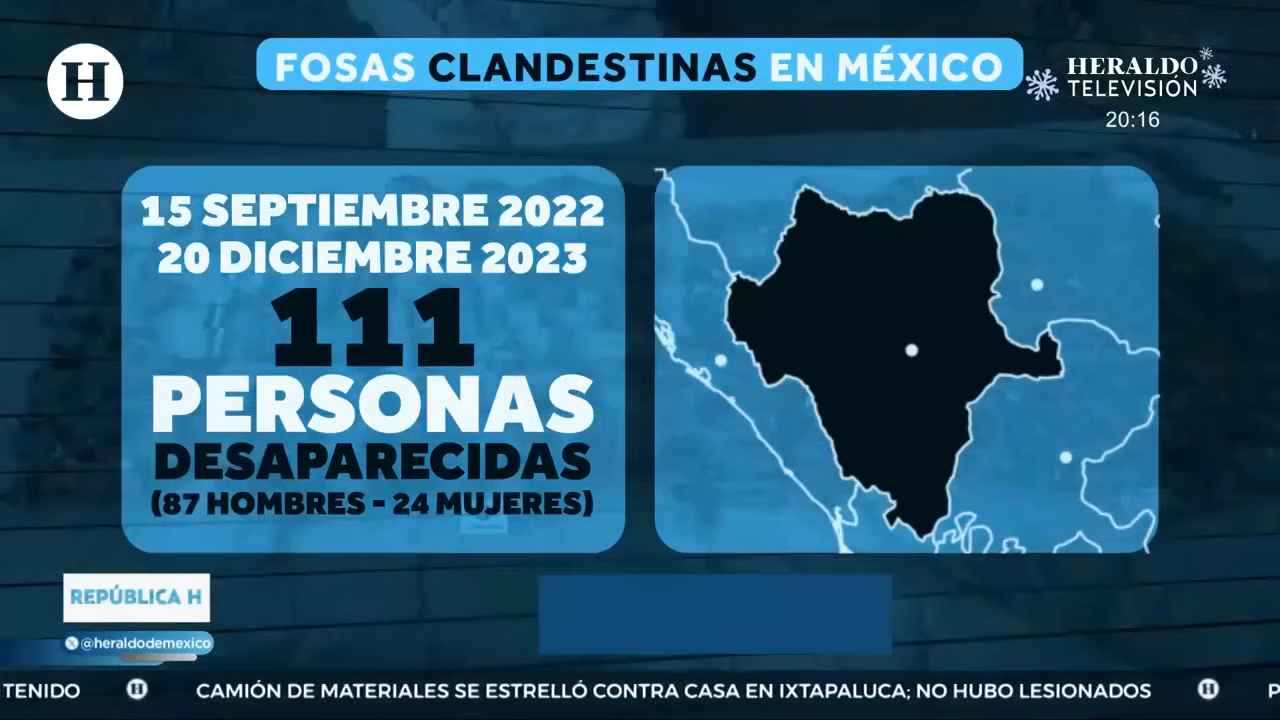 H
FOSAS CLANDESTINAS EN MÉXICO
HERALDO
TELEVISIÓN
20:16
15 SEPTIEMBRE 2022
20 DICIEMBRE 2023
111
PERSONAS
DESAPARECIDAS
(87 HOMBRES - 24 MUJERES)
REPÚBLICA H
X @heraldodemexico
TENIDO H CAMIÓN DE MATERIALES SE ESTRELLÓ CONTRA CASA EN IXTAPALUCA; NO HUBO LESIONADOS H P